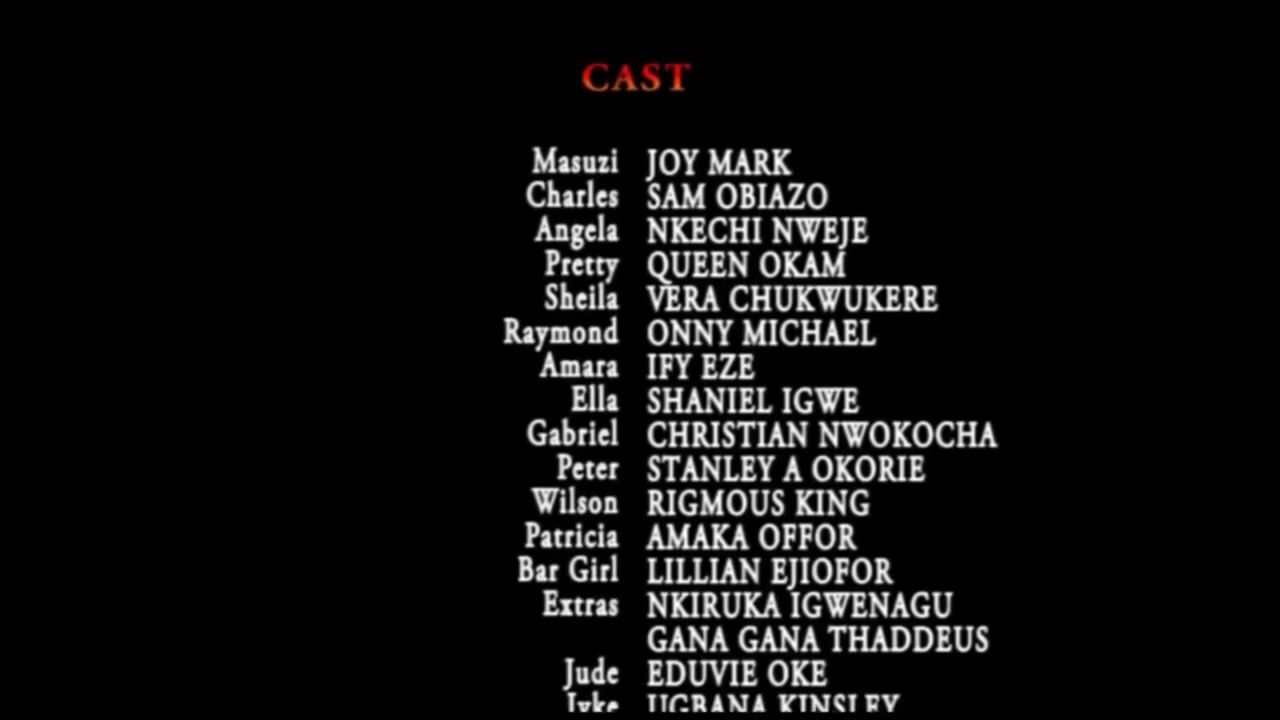 CAST
Masuzi JOY MARK
Charles SAM OBIAZO
Angela NKECHI NWEJE
Pretty QUEEN OKAM
Sheila VERA CHUKWUKERE
Raymond ONNY MICHAEL
Amara IFY EZE
Ella SHANIEL IGWE
Gabriel CHRISTIAN NWOKOCHA
Peter STANLEY A OKORIE
Wilson RIGMOUS KING
Patricia AMAKA OFFOR
Bar Girl LILLIAN EJIOFOR
Extras NKIRUKA IGWENAGU
GANA GANA THADDEUS
Jude EDUVIE OKE
UGBANA KINSLEY